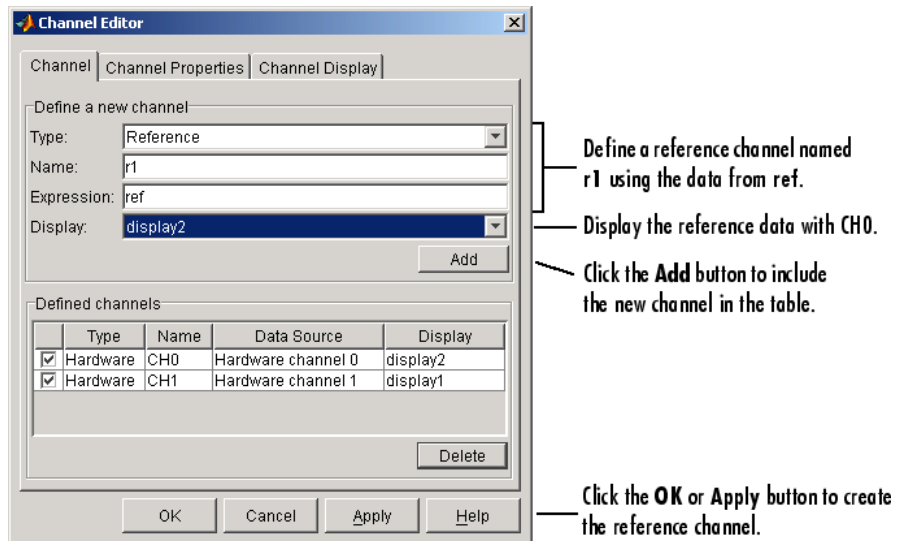 Channel Editor
Channel Channel Properties Channel Display
Define a new channel
Type: Reference
Name: r1
Expression: ref
Display: display2
Add
Defined channels
Type Name Data Source Display
Hardware CH0 Hardware channel 0 display2
Hardware CH1 Hardware channel 1 display1
Delete
OK Cancel Apply Help
Define a reference channel named
r1 using the data from ref.
Display the reference data with CH0.
Click the Add button to include
the new channel in the table.
Click the OK or Apply button to create
the reference channel.